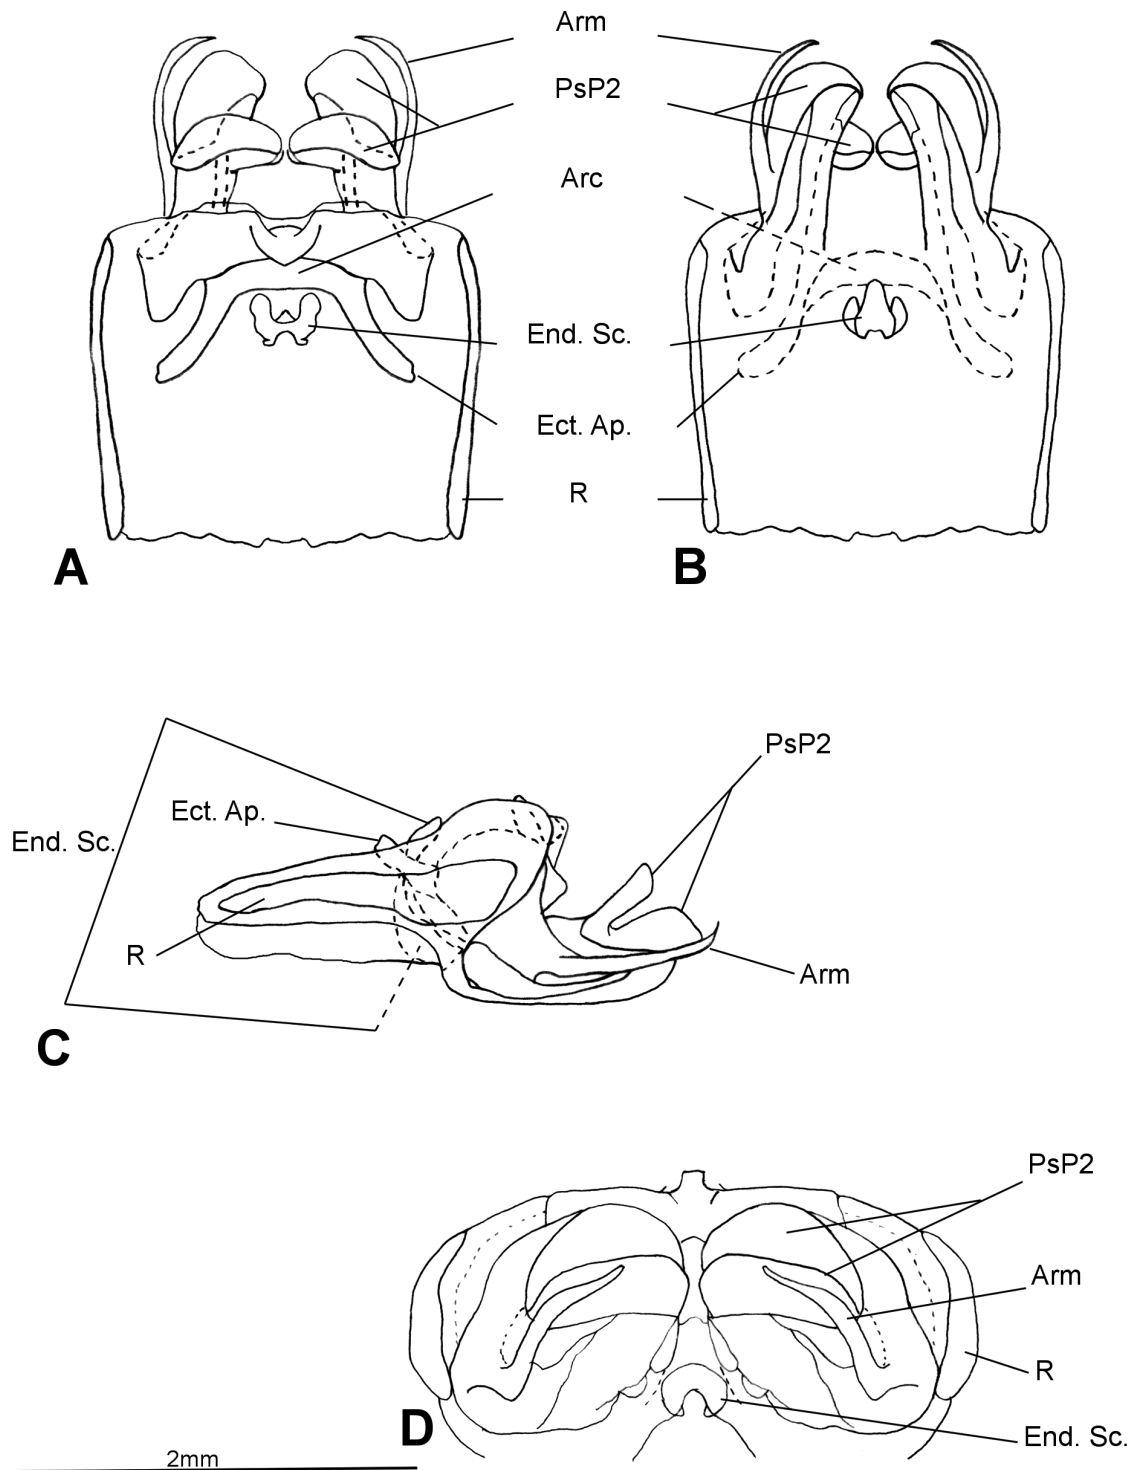 Arm
PsP2
Arc
End. Sc.
Ect. Ap.
R
A
B
PsP2
Ect. Ap.
End. Sc.
R
Arm
C
PsP2
Arm
R
D
End. Sc.
2mm